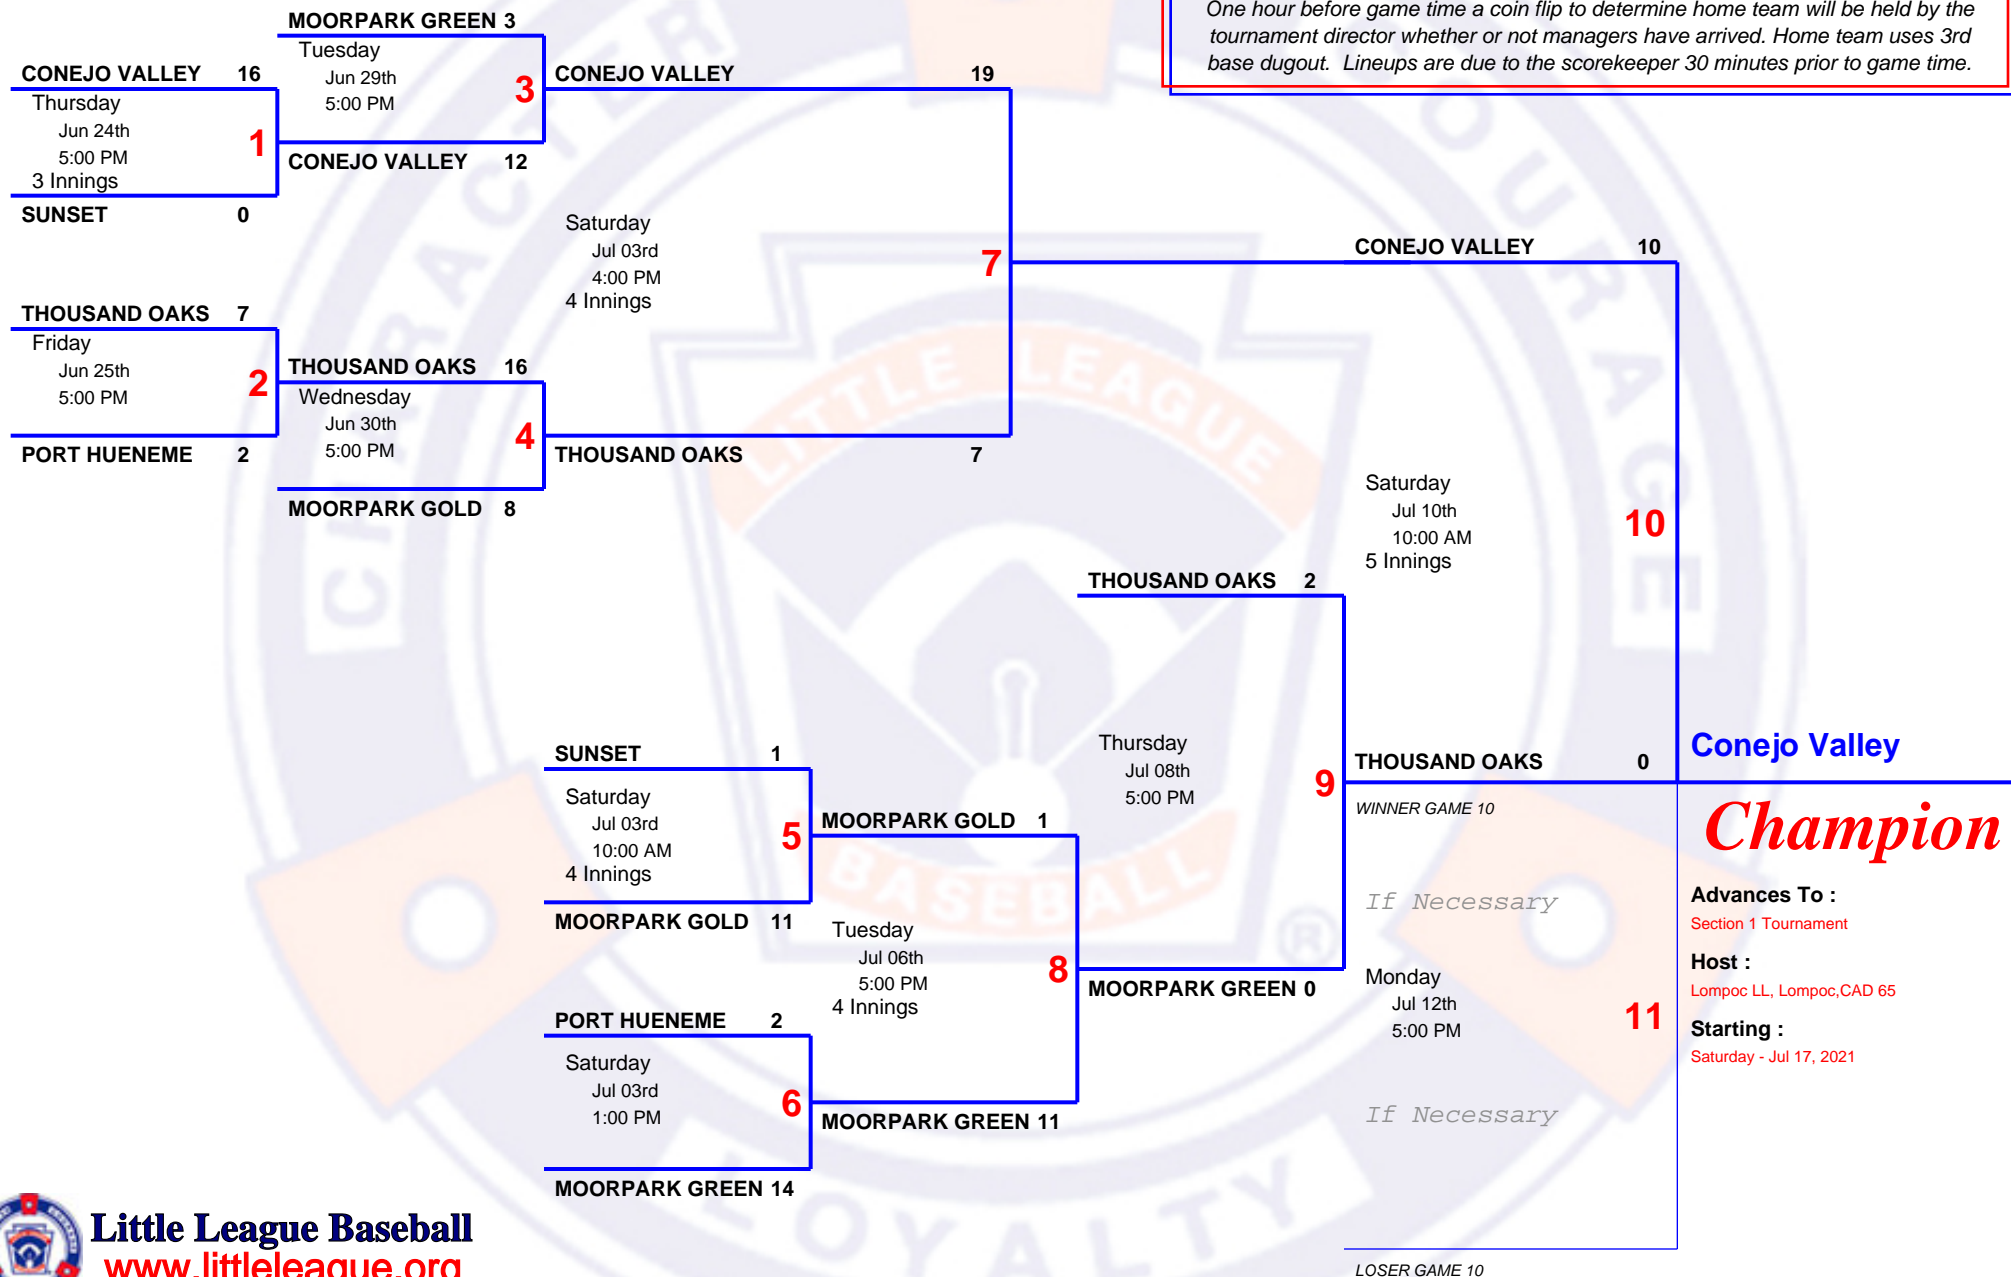 One hour before game time a coin flip to determine home team will be held by the
tournament director whether or not managers have arrived. Home team uses 3rd
base dugout. Lineups are due to the scorekeeper 30 minutes prior to game time.
MOORPARK GREEN 3
Tuesday
Jun 29th
5:00 PM
3
CONEJO VALLEY 12
CONEJO VALLEY 16
Thursday
Jun 24th
5:00 PM
3 Innings
1
SUNSET 0
CONEJO VALLEY 19
Saturday
Jul 03rd
4:00 PM
4 Innings
7
THOUSAND OAKS 7
THOUSAND OAKS 7
Friday
Jun 25th
5:00 PM
2
PORT HUENEME 2
THOUSAND OAKS 16
Wednesday
Jun 30th
5:00 PM
4
MOORPARK GOLD 8
CONEJO VALLEY 10
Saturday
Jul 10th
10:00 AM
5 Innings
10
THOUSAND OAKS 0
THOUSAND OAKS 2
Thursday
Jul 08th
5:00 PM
9
MOORPARK GREEN 0
SUNSET 1
Saturday
Jul 03rd
10:00 AM
4 Innings
5
MOORPARK GOLD 11
MOORPARK GOLD 1
Tuesday
Jul 06th
5:00 PM
4 Innings
8
MOORPARK GREEN 11
PORT HUENEME 2
Saturday
Jul 03rd
1:00 PM
6
MOORPARK GREEN 14
WINNER GAME 10
If Necessary
Monday
Jul 12th
5:00 PM
11
If Necessary
LOSER GAME 10
Conejo Valley
Champion
Advances To :
Section 1 Tournament
Host :
Lompoc LL, Lompoc,CAD 65
Starting :
Saturday - Jul 17, 2021
Little League Baseball
www.littleleague.org
CHARACTER
COURAGE
LOYALTY
LITTLE LEAGUE
BASEBALL
®